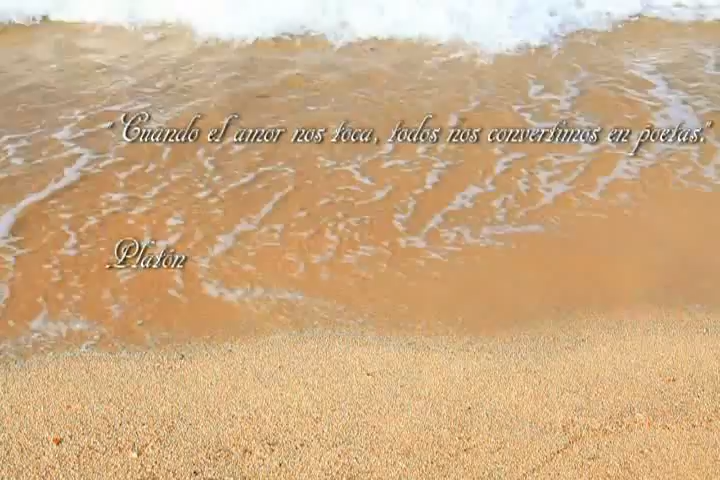 "Cuando el amor nos toca, todos nos convertimos en poetas."
Platón